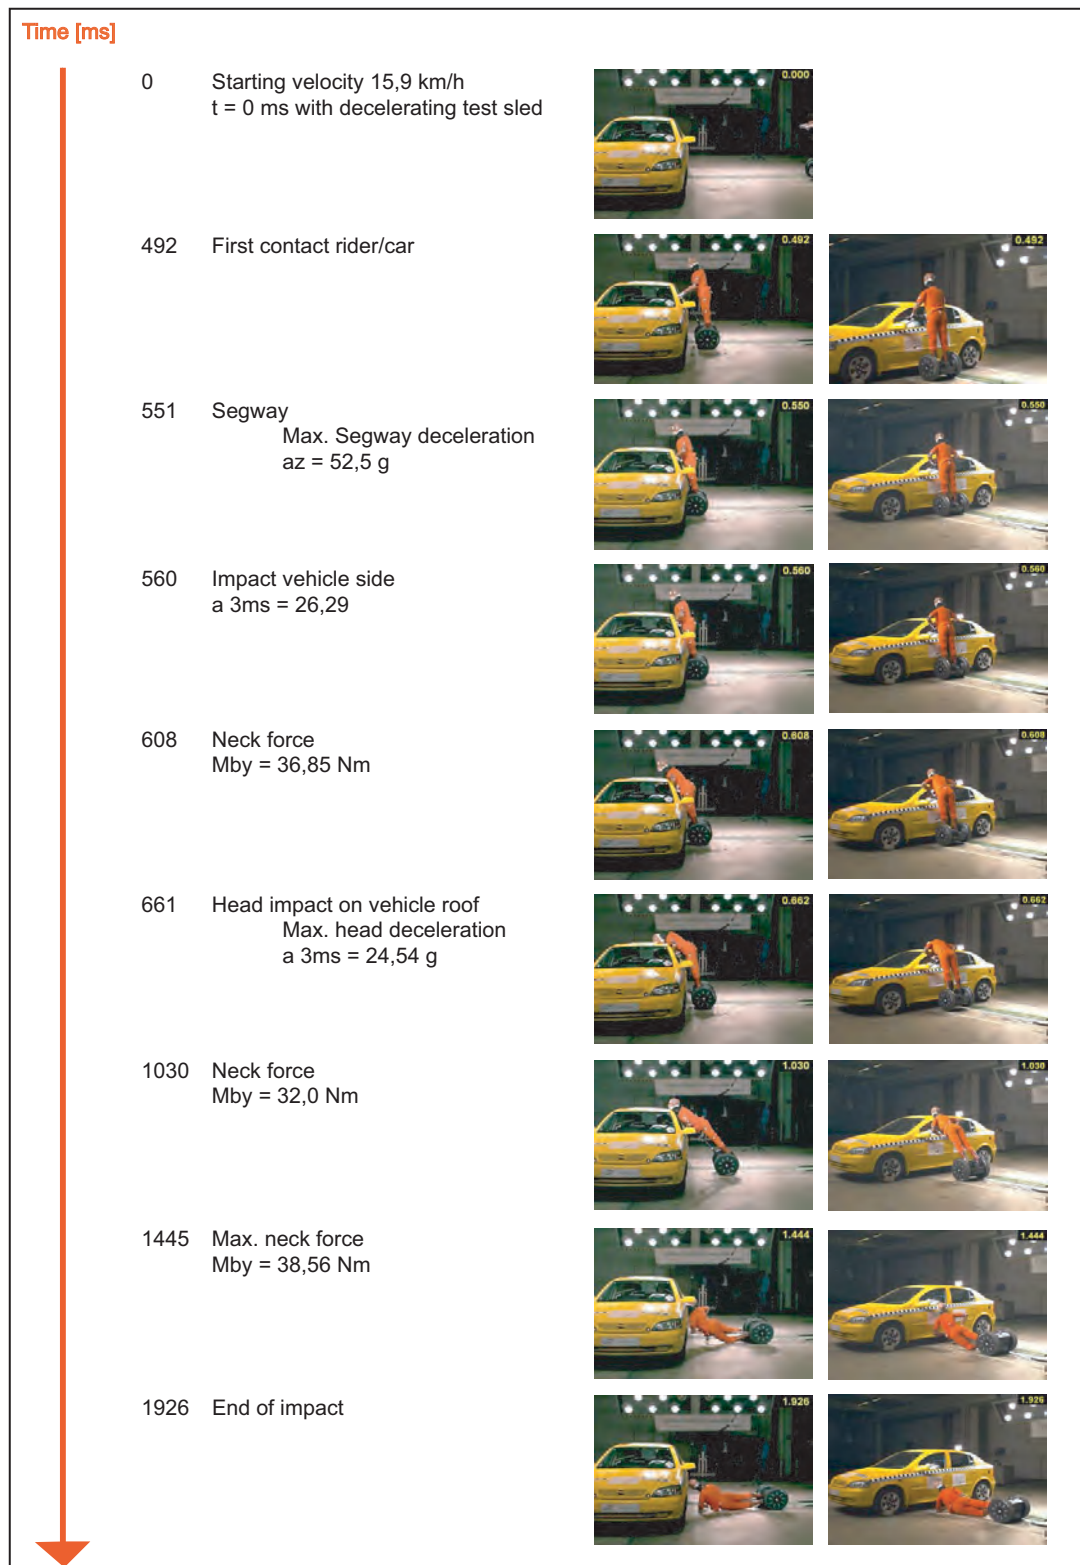 Time [ms]
0 Starting velocity 15,9 km/h
t = 0 ms with decelerating test sled
0.000
492 First contact rider/car
0.492
0.492
551 Segway
Max. Segway deceleration
az = 52,5 g
0.550
0.550
560 Impact vehicle side
a 3ms = 26,29
0.560
0.560
608 Neck force
Mby = 36,85 Nm
0.608
0.608
661 Head impact on vehicle roof
Max. head deceleration
a 3ms = 24,54 g
0.662
0.662
1030 Neck force
Mby = 32,0 Nm
1.030
1.030
1445 Max. neck force
Mby = 38,56 Nm
1.444
1.444
1926 End of impact
1.926
1.926